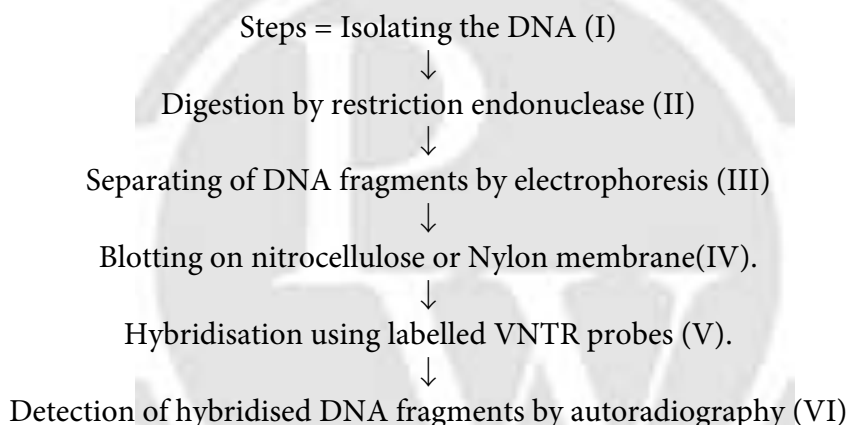 Steps = Isolating the DNA (I)
↓
Digestion by restriction endonuclease (II)
↓
Separating of DNA fragments by electrophoresis (III)
↓
Blotting on nitrocellulose or Nylon membrane(IV).
↓
Hybridisation using labelled VNTR probes (V).
↓
Detection of hybridised DNA fragments by autoradiography (VI)